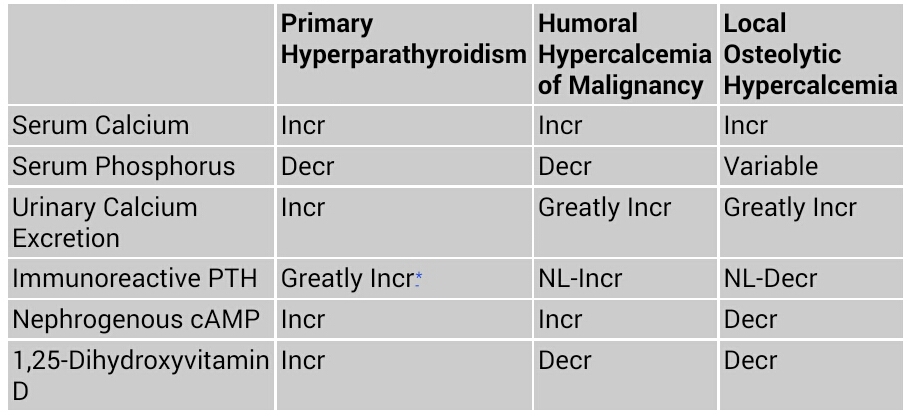 Primary Hyperparathyroidism
Humoral Hypercalcemia of Malignancy
Local Osteolytic Hypercalcemia
Serum Calcium Incr Incr Incr
Serum Phosphorus Decr Decr Variable
Urinary Calcium Excretion Incr Greatly Incr Greatly Incr
Immunoreactive PTH Greatly Incr* NL-Incr NL-Decr
Nephrogenous cAMP Incr Incr Decr
1,25-Dihydroxyvitamin D Incr Decr Decr